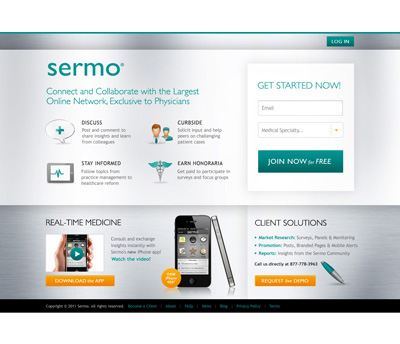 LOG IN
sermo®
Connect and Collaborate with the Largest
Online Network, Exclusive to Physicians
DISCUSS
Post and comment to
share insights and learn
from colleagues
CURBSIDE
Solicit input and help
peers on challenging
patient cases
STAY INFORMED
Follow topics from
practice management to
healthcare reform
EARN HONORARIA
Get paid to participate in
surveys and focus groups
GET STARTED NOW!
Email
Medical Specialty...
JOIN NOW for FREE
REAL-TIME MEDICINE
Consult and exchange
insights instantly with
Sermo's New iPhone app!
Watch the video!
DOWNLOAD the APP
New
iPhone
App!
CLIENT SOLUTIONS
• Market Research: Surveys, Panels & Monitoring
• Promotion: Posts, Branded Pages & Mobile Alerts
• Reports: Insights from the Sermo Community
Call us directly at 877-778-3963
REQUEST live DEMO
Copyright © 2011 Sermo. All rights reserved. Become a Client | About | FAQ | News | Blog | Privacy Policy | Terms